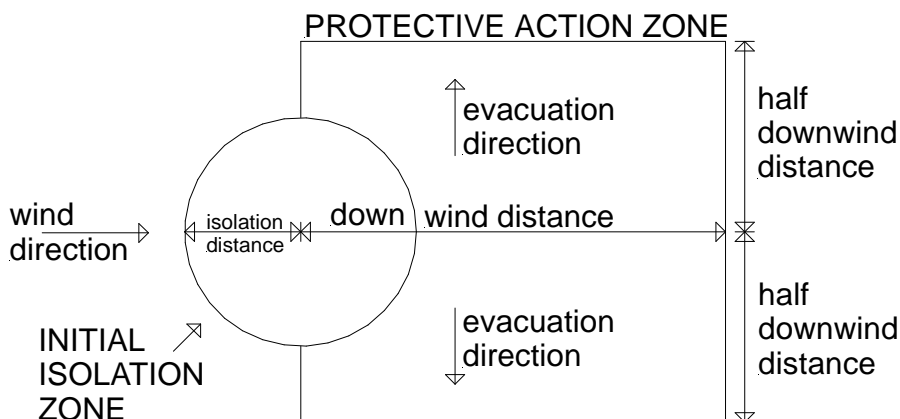 PROTECTIVE ACTION ZONE
evacuation
direction
half
downwind
distance
wind
direction
isolation
distance
down wind distance
INITIAL
ISOLATION
ZONE
evacuation
direction
half
downwind
distance